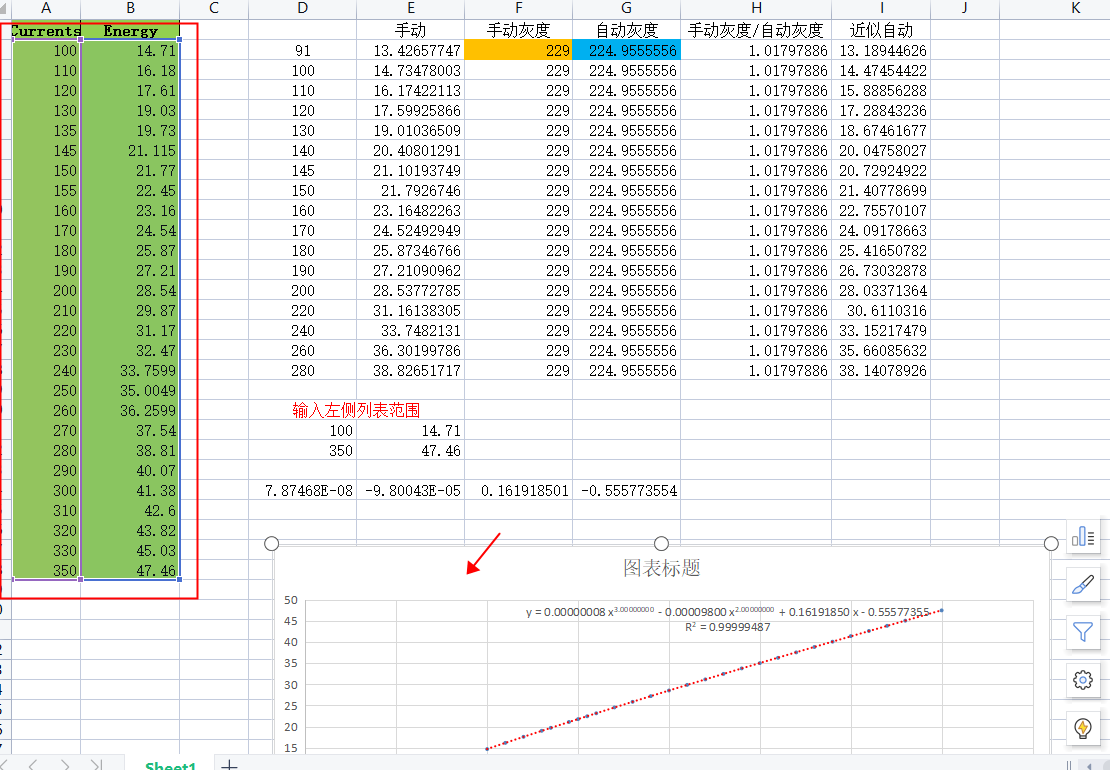 A B C D E F G H I J K
Currents Energy 手动 手动灰度 自动灰度 手动灰度/自动灰度 近似自动
100 14.71 91 13.42657747 229 224.9555556 1.01797886 13.18944626
110 16.18 100 14.73478003 229 224.9555556 1.01797886 14.47454422
120 17.61 110 16.17422113 229 224.9555556 1.01797886 15.88856288
130 19.03 120 17.59925866 229 224.9555556 1.01797886 17.28843236
135 19.73 130 19.01036509 229 224.9555556 1.01797886 18.67461677
145 21.115 140 20.40801291 229 224.9555556 1.01797886 20.04758027
150 21.77 145 21.10193749 229 224.9555556 1.01797886 20.72924922
155 22.45 150 21.7926746 229 224.9555556 1.01797886 21.40778699
160 23.16 160 23.16482263 229 224.9555556 1.01797886 22.75570107
170 24.54 170 24.52492949 229 224.9555556 1.01797886 24.09178663
180 25.87 180 25.87346766 229 224.9555556 1.01797886 25.41650782
190 27.21 190 27.21090962 229 224.9555556 1.01797886 26.73032878
200 28.54 200 28.53772785 229 224.9555556 1.01797886 28.03371364
210 29.87 220 31.16138305 229 224.9555556 1.01797886 30.6110316
220 31.17 240 33.7482131 229 224.9555556 1.01797886 33.15217479
230 32.47 260 36.30199786 229 224.9555556 1.01797886 35.66085632
240 33.7599 280 38.82651717 229 224.9555556 1.01797886 38.14078926
250 35.0049
260 36.2599 输入左侧列表范围
270 37.54 100 14.71
280 38.81 350 47.46
290 40.07
300 41.38 7.87468E-08 -9.80043E-05 0.161918501 -0.555773554
310 42.6
320 43.82
330 45.03
350 47.46
图表标题
y = 0.00000008 x3.00000000 - 0.00009800 x2.00000000 + 0.16191850 x - 0.55577355
R² = 0.99999487
50
45
40
35
30
25
20
15
Sheet1